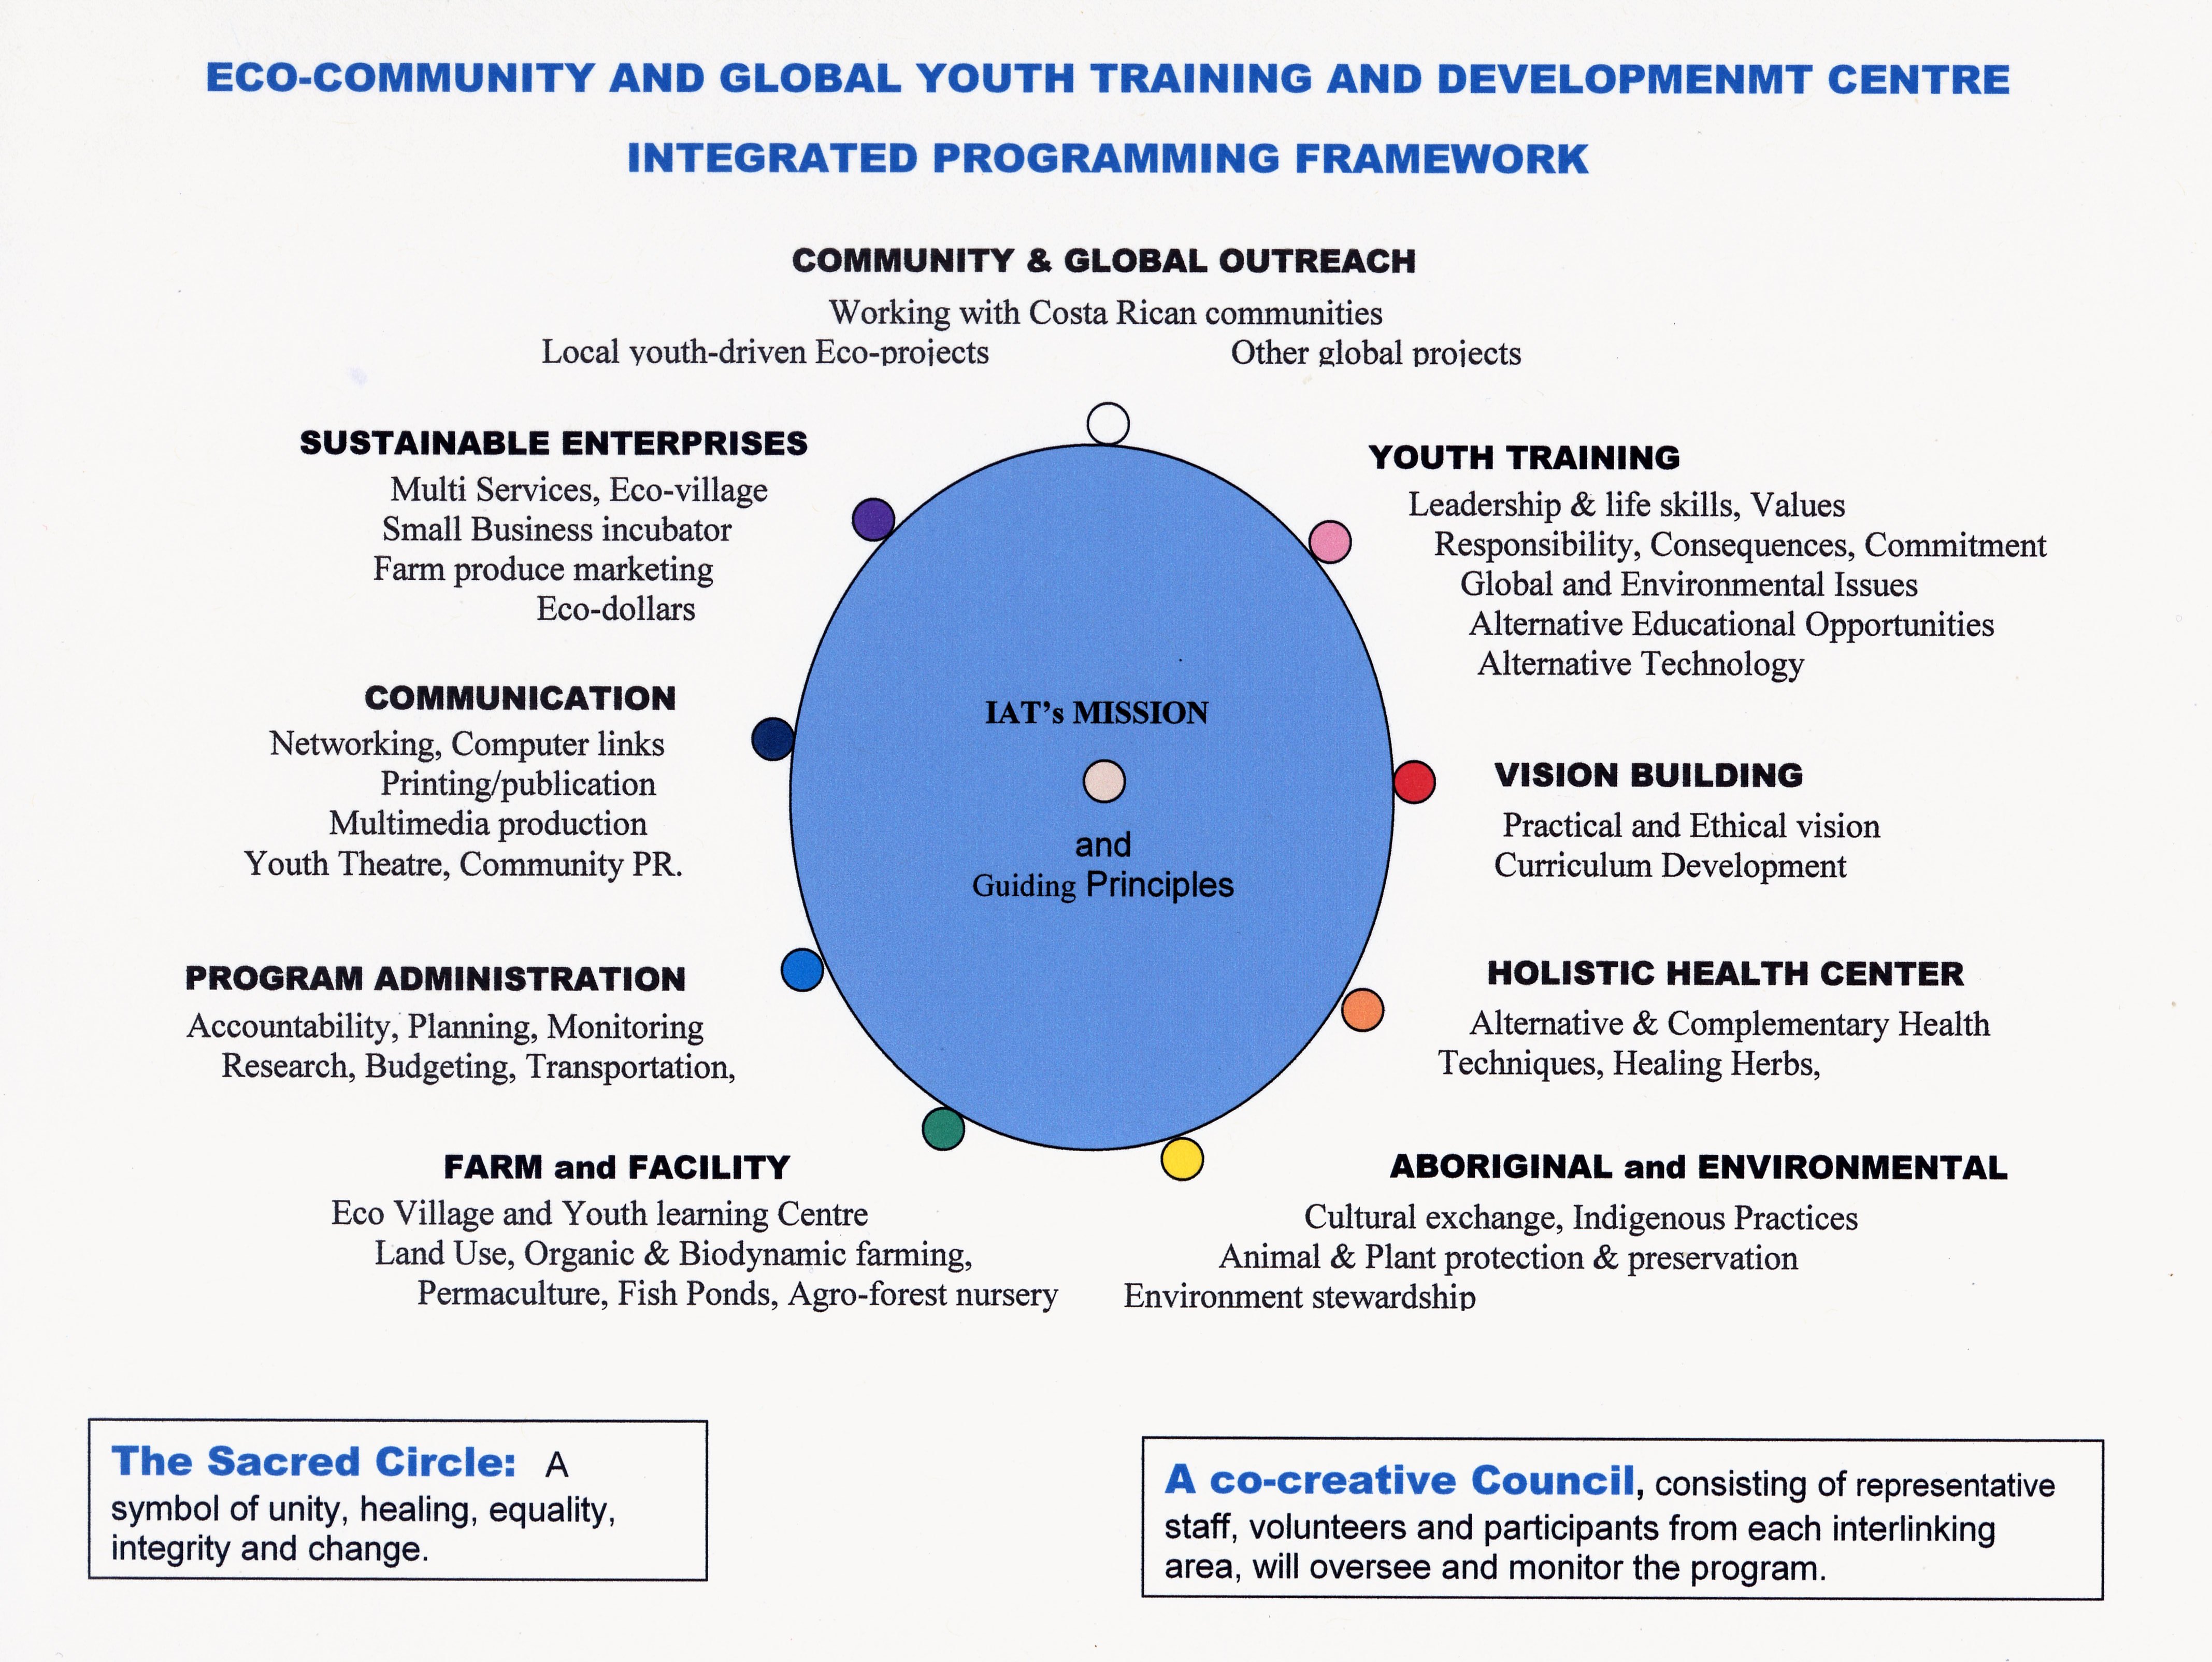 ECO-COMMUNITY AND GLOBAL YOUTH TRAINING AND DEVELOPMENMT CENTRE
INTEGRATED PROGRAMMING FRAMEWORK
COMMUNITY & GLOBAL OUTREACH
Working with Costa Rican communities
Local youth-driven Eco-projects Other global projects
SUSTAINABLE ENTERPRISES
Multi Services, Eco-village
Small Business incubator
Farm produce marketing
Eco-dollars
YOUTH TRAINING
Leadership & life skills, Values
Responsibility, Consequences, Commitment
Global and Environmental Issues
Alternative Educational Opportunities
Alternative Technology
COMMUNICATION
Networking, Computer links
Printing/publication
Multimedia production
Youth Theatre, Community PR.
IAT's MISSION
and
Guiding Principles
VISION BUILDING
Practical and Ethical vision
Curriculum Development
PROGRAM ADMINISTRATION
Accountability, Planning, Monitoring
Research, Budgeting, Transportation,
HOLISTIC HEALTH CENTER
Alternative & Complementary Health
Techniques, Healing Herbs,
FARM and FACILITY
Eco Village and Youth learning Centre
Land Use, Organic & Biodynamic farming,
Permaculture, Fish Ponds, Agro-forest nursery
ABORIGINAL and ENVIRONMENTAL
Cultural exchange, Indigenous Practices
Animal & Plant protection & preservation
Environment stewardship
The Sacred Circle: A
symbol of unity, healing, equality,
integrity and change.
A co-creative Council, consisting of representative
staff, volunteers and participants from each interlinking
area, will oversee and monitor the program.